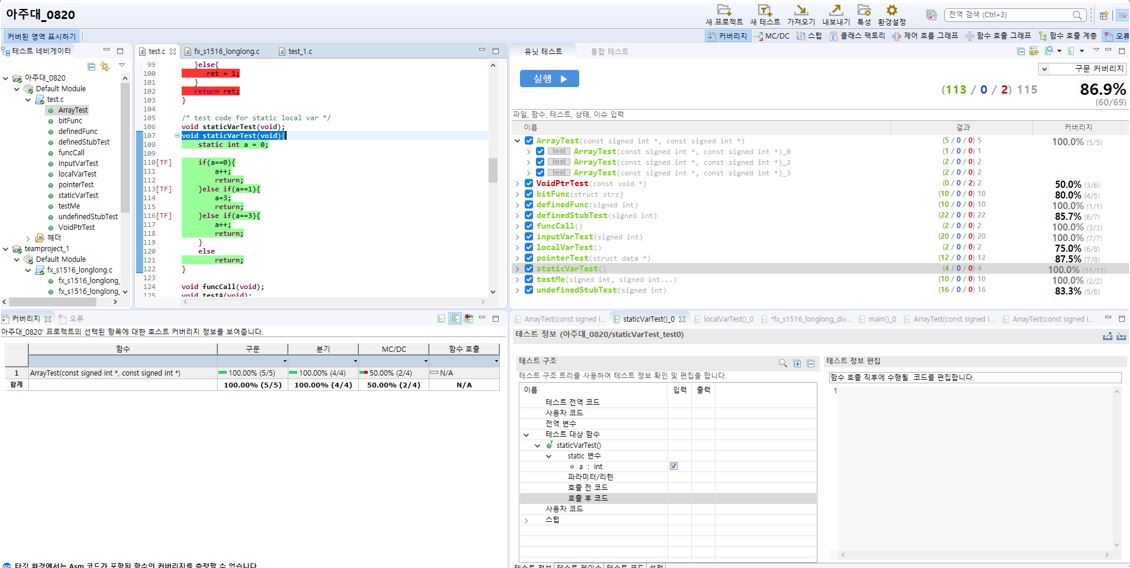 아주대_0820
새 프로젝트 새 테스트 가져오기 내보내기 특성 환경설정
전역 검색 (Ctrl+3)
커버된 영역 표시하기
커버리지 MC/DC 스텁 클래스 팩토리 제어 흐름 그래프 함수 호출 그래프 함수 호출 계층 오류
테스트 네비게이터
아주대_0820
Default Module
test.c
ArrayTest
bitFunc
definedFunc
definedStubTest
funcCall
inputVarTest
localVarTest
pointerTest
staticVarTest
testMe
undefinedStubTest
VoidPtrTest
헤더
teamproject_1
Default Module
fx_s1516_longlong.c
fx_s1516_longlong_
fx_s1516_longlong_
test.c fx_s1516_longlong.c test_1.c
99 }else{
100 ret = 1;
101 }
102 return ret;
103 }
104
105 /* test code for static local var */
106 void staticVarTest(void);
107 void staticVarTest(void){
108 static int a = 0;
109
110[TF] if(a==0){
111 a++;
112 return;
113[TF] }else if(a==1){
114 a=3;
115 return;
116[TF] }else if(a==3){
117 a++;
118 return;
119 }
120 else
121 return;
122 }
123
124 void funcCall(void);
125 void testA(void);
유닛 테스트 통합 테스트
실행
구문 커버리지
(113 / 0 / 2) 115
86.9%
(60/69)
파일, 함수, 테스트, 상태, 이슈 입력
이름 결과 커버리지
ArrayTest(const signed int *, const signed int *) (5 / 0 / 0) 5 100.0% (5/5)
test ArrayTest(const signed int *, const signed int *)_0 (1 / 0 / 0) 1
test ArrayTest(const signed int *, const signed int *)_2 (2 / 0 / 0) 2
test ArrayTest(const signed int *, const signed int *)_3 (2 / 0 / 0) 2
VoidPtrTest(const void *) (0 / 0 / 2) 2 50.0% (3/6)
bitFunc(struct strc) (10 / 0 / 0) 10 80.0% (4/5)
definedFunc(signed int) (10 / 0 / 0) 10 100.0% (1/1)
definedStubTest(signed int) (22 / 0 / 0) 22 85.7% (6/7)
funcCall() (2 / 0 / 0) 2 100.0% (3/3)
inputVarTest(signed int) (20 / 0 / 0) 20 100.0% (7/7)
localVarTest() (2 / 0 / 0) 2 75.0% (6/8)
pointerTest(struct data *) (12 / 0 / 0) 12 87.5% (7/8)
staticVarTest() (4 / 0 / 0) 4 100.0% (11/11)
testMe(signed int, signed int...) (10 / 0 / 0) 10 100.0% (2/2)
undefinedStubTest(signed int) (16 / 0 / 0) 16 83.3% (5/6)
커버리지 오류
아주대_0820' 프로젝트의 선택된 항목에 대한 호스트 커버리지 정보를 보여줍니다.
함수 구문 분기 MC/DC 함수 호출
1 ArrayTest(const signed int *, const signed int *) 100.00% (5/5) 100.00% (4/4) 50.00% (2/4) N/A
합계 100.00% (5/5) 100.00% (4/4) 50.00% (2/4) N/A
타깃 환경에서는 Asm 코드가 포함된 함수의 커버리지를 측정할 수 없습니다.
ArrayTest(const signed i... staticVarTest()_0 localVarTest()_0 *fx_s1516_longlong_div... main()_0 ArrayTest(const signed i... ArrayTest(const signed i...
테스트 정보 (아주대_0820/staticVarTest_test0)
테스트 구조
테스트 구조 트리를 사용하여 테스트 정보 확인 및 편집을 합니다.
이름 입력 출력
테스트 전역 코드
사용자 코드
전역 변수
테스트 대상 함수
staticVarTest()
static 변수
a : int
파라미터/리턴
호출 전 코드
호출 후 코드
사용자 코드
스텁
테스트 정보 편집
함수 호출 직후에 수행될 코드를 편집합니다.
1
테스트 정보 테스트 케이스 테스트 코드 설정